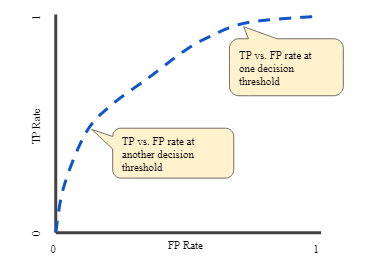 1
TP vs. FP rate at
one decision
threshold
TP Rate
TP vs. FP rate at
another decision
threshold
0
0
FP Rate
1